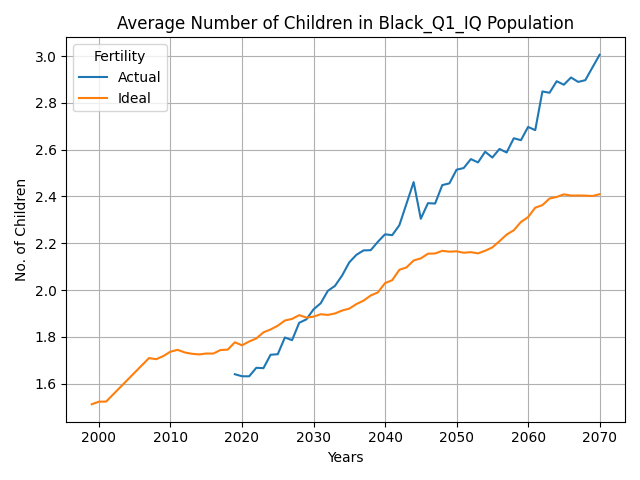 Average Number of Children in Black_Q1_IQ Population
No. of Children
3.0
2.8
2.6
2.4
2.2
2.0
1.8
1.6
Fertility
Actual
Ideal
2000 2010 2020 2030 2040 2050 2060 2070
Years